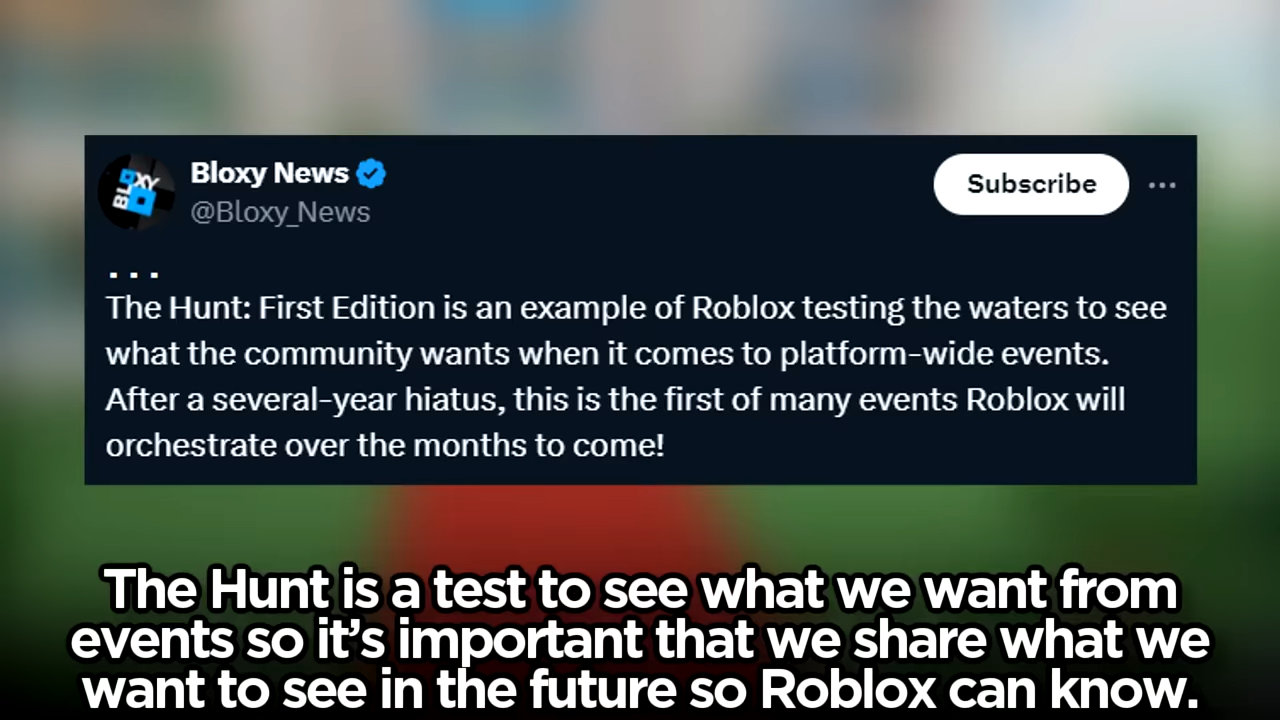 Bloxy News
@Bloxy_News
Subscribe
...
BLOXY
...
The Hunt: First Edition is an example of Roblox testing the waters to see
what the community wants when it comes to platform-wide events.
After a several-year hiatus, this is the first of many events Roblox will
orchestrate over the months to come!
The Hunt is a test to see what we want from
events so it’s important that we share what we
want to see in the future so Roblox can know.